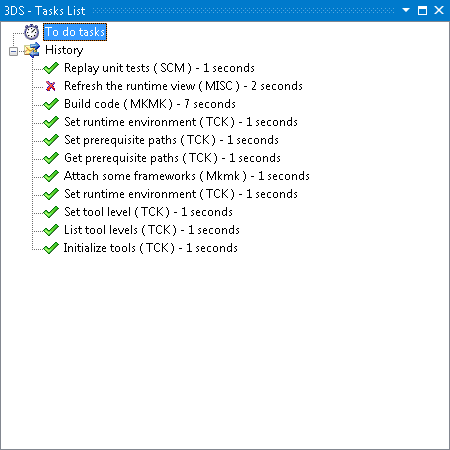 3DS - Tasks List
To do tasks
History
Replay unit tests ( SCM ) - 1 seconds
Refresh the runtime view ( MISC ) - 2 seconds
Build code ( MKMK ) - 7 seconds
Set runtime environment ( TCK ) - 1 seconds
Set prerequisite paths ( TCK ) - 1 seconds
Get prerequisite paths ( TCK ) - 1 seconds
Attach some frameworks ( Mkmk ) - 1 seconds
Set runtime environment ( TCK ) - 1 seconds
Set tool level ( TCK ) - 1 seconds
List tool levels ( TCK ) - 1 seconds
Initialize tools ( TCK ) - 1 seconds